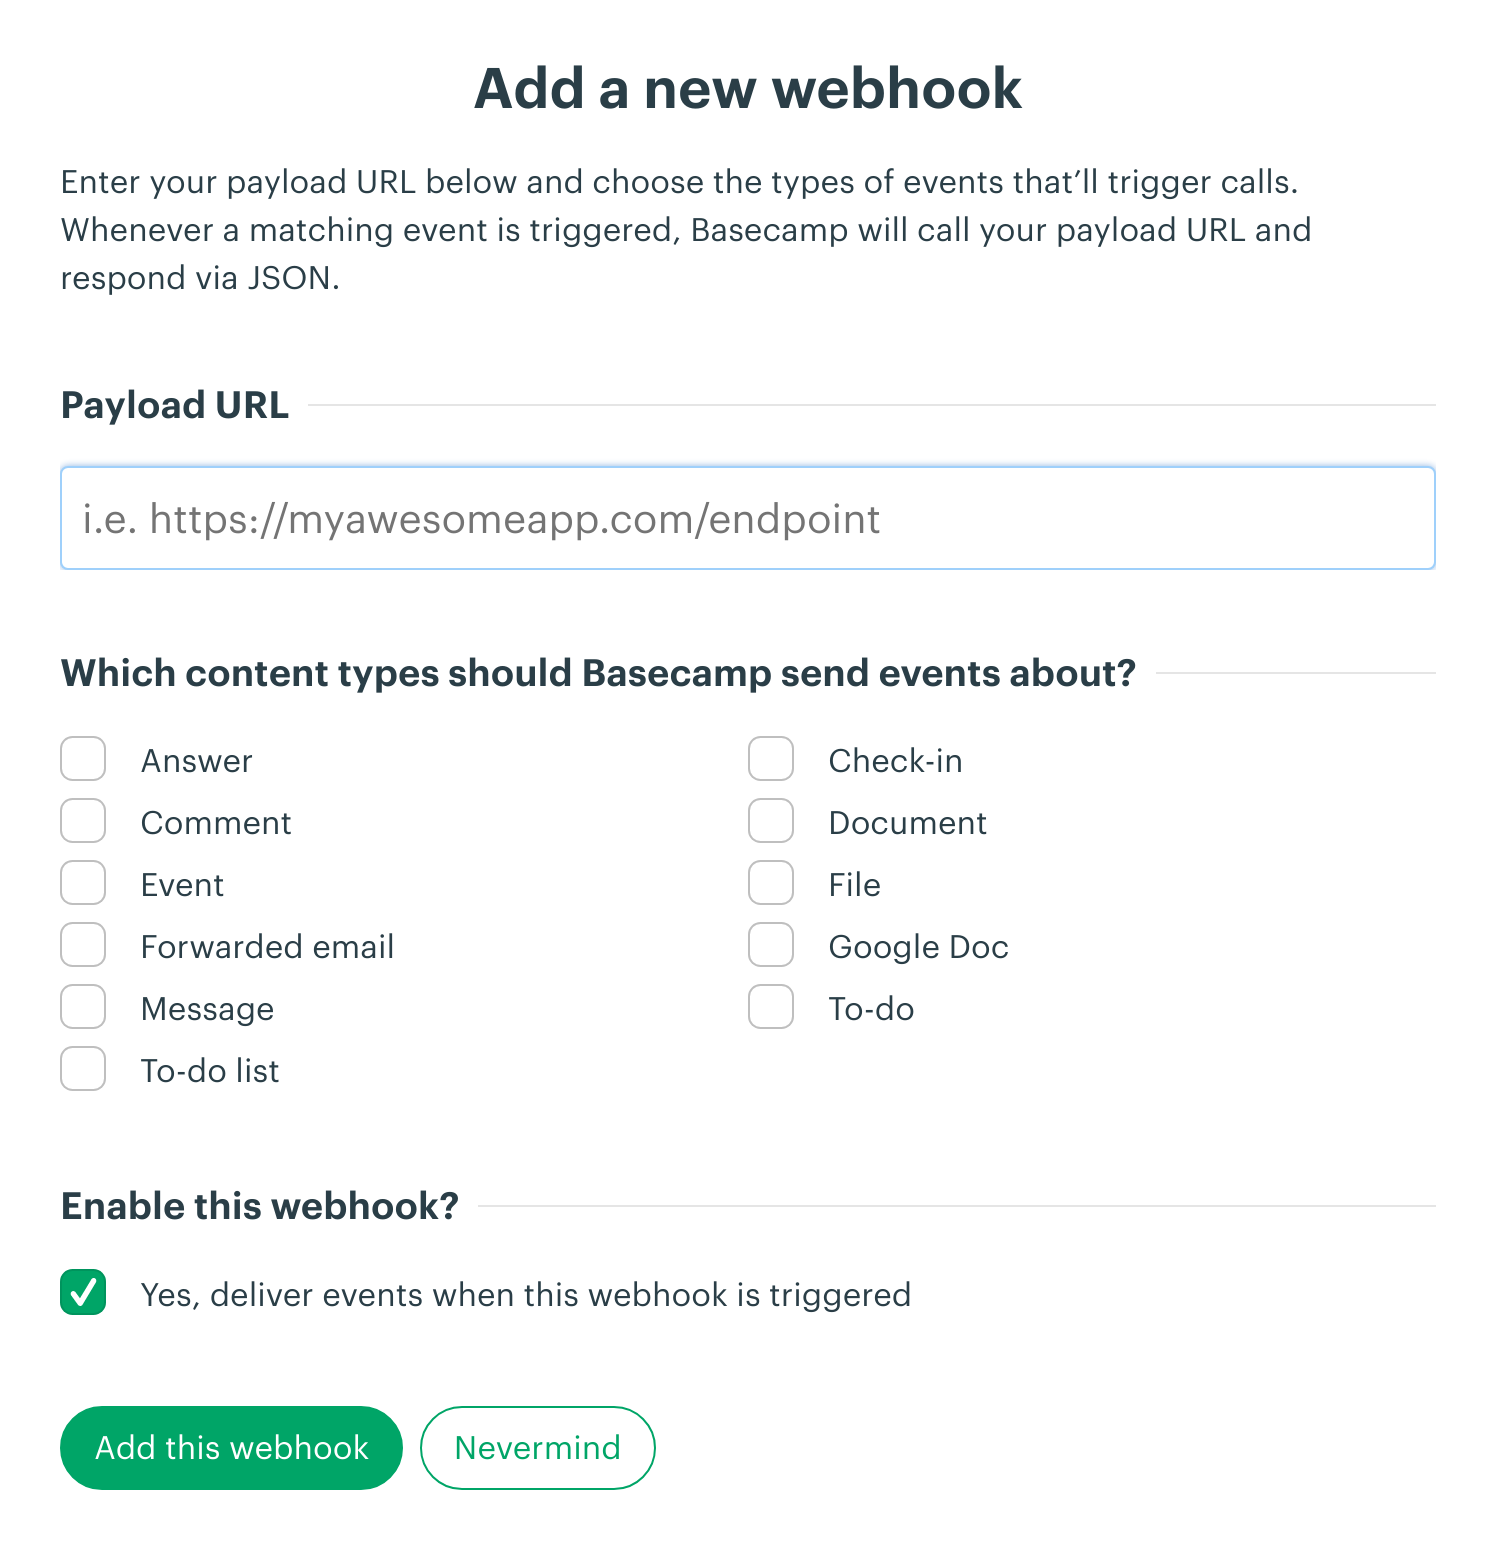 Add a new webhook
Enter your payload URL below and choose the types of events that’ll trigger calls.
Whenever a matching event is triggered, Basecamp will call your payload URL and
respond via JSON.
Payload URL
i.e. https://myawesomeapp.com/endpoint
Which content types should Basecamp send events about?
Answer
Check-in
Comment
Document
Event
File
Forwarded email
Google Doc
Message
To-do
To-do list
Enable this webhook?
Yes, deliver events when this webhook is triggered
Add this webhook
Nevermind